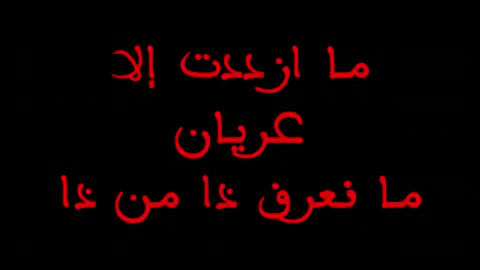 ما ازددت إلا
عريان
ما نعرف ذا من ذا